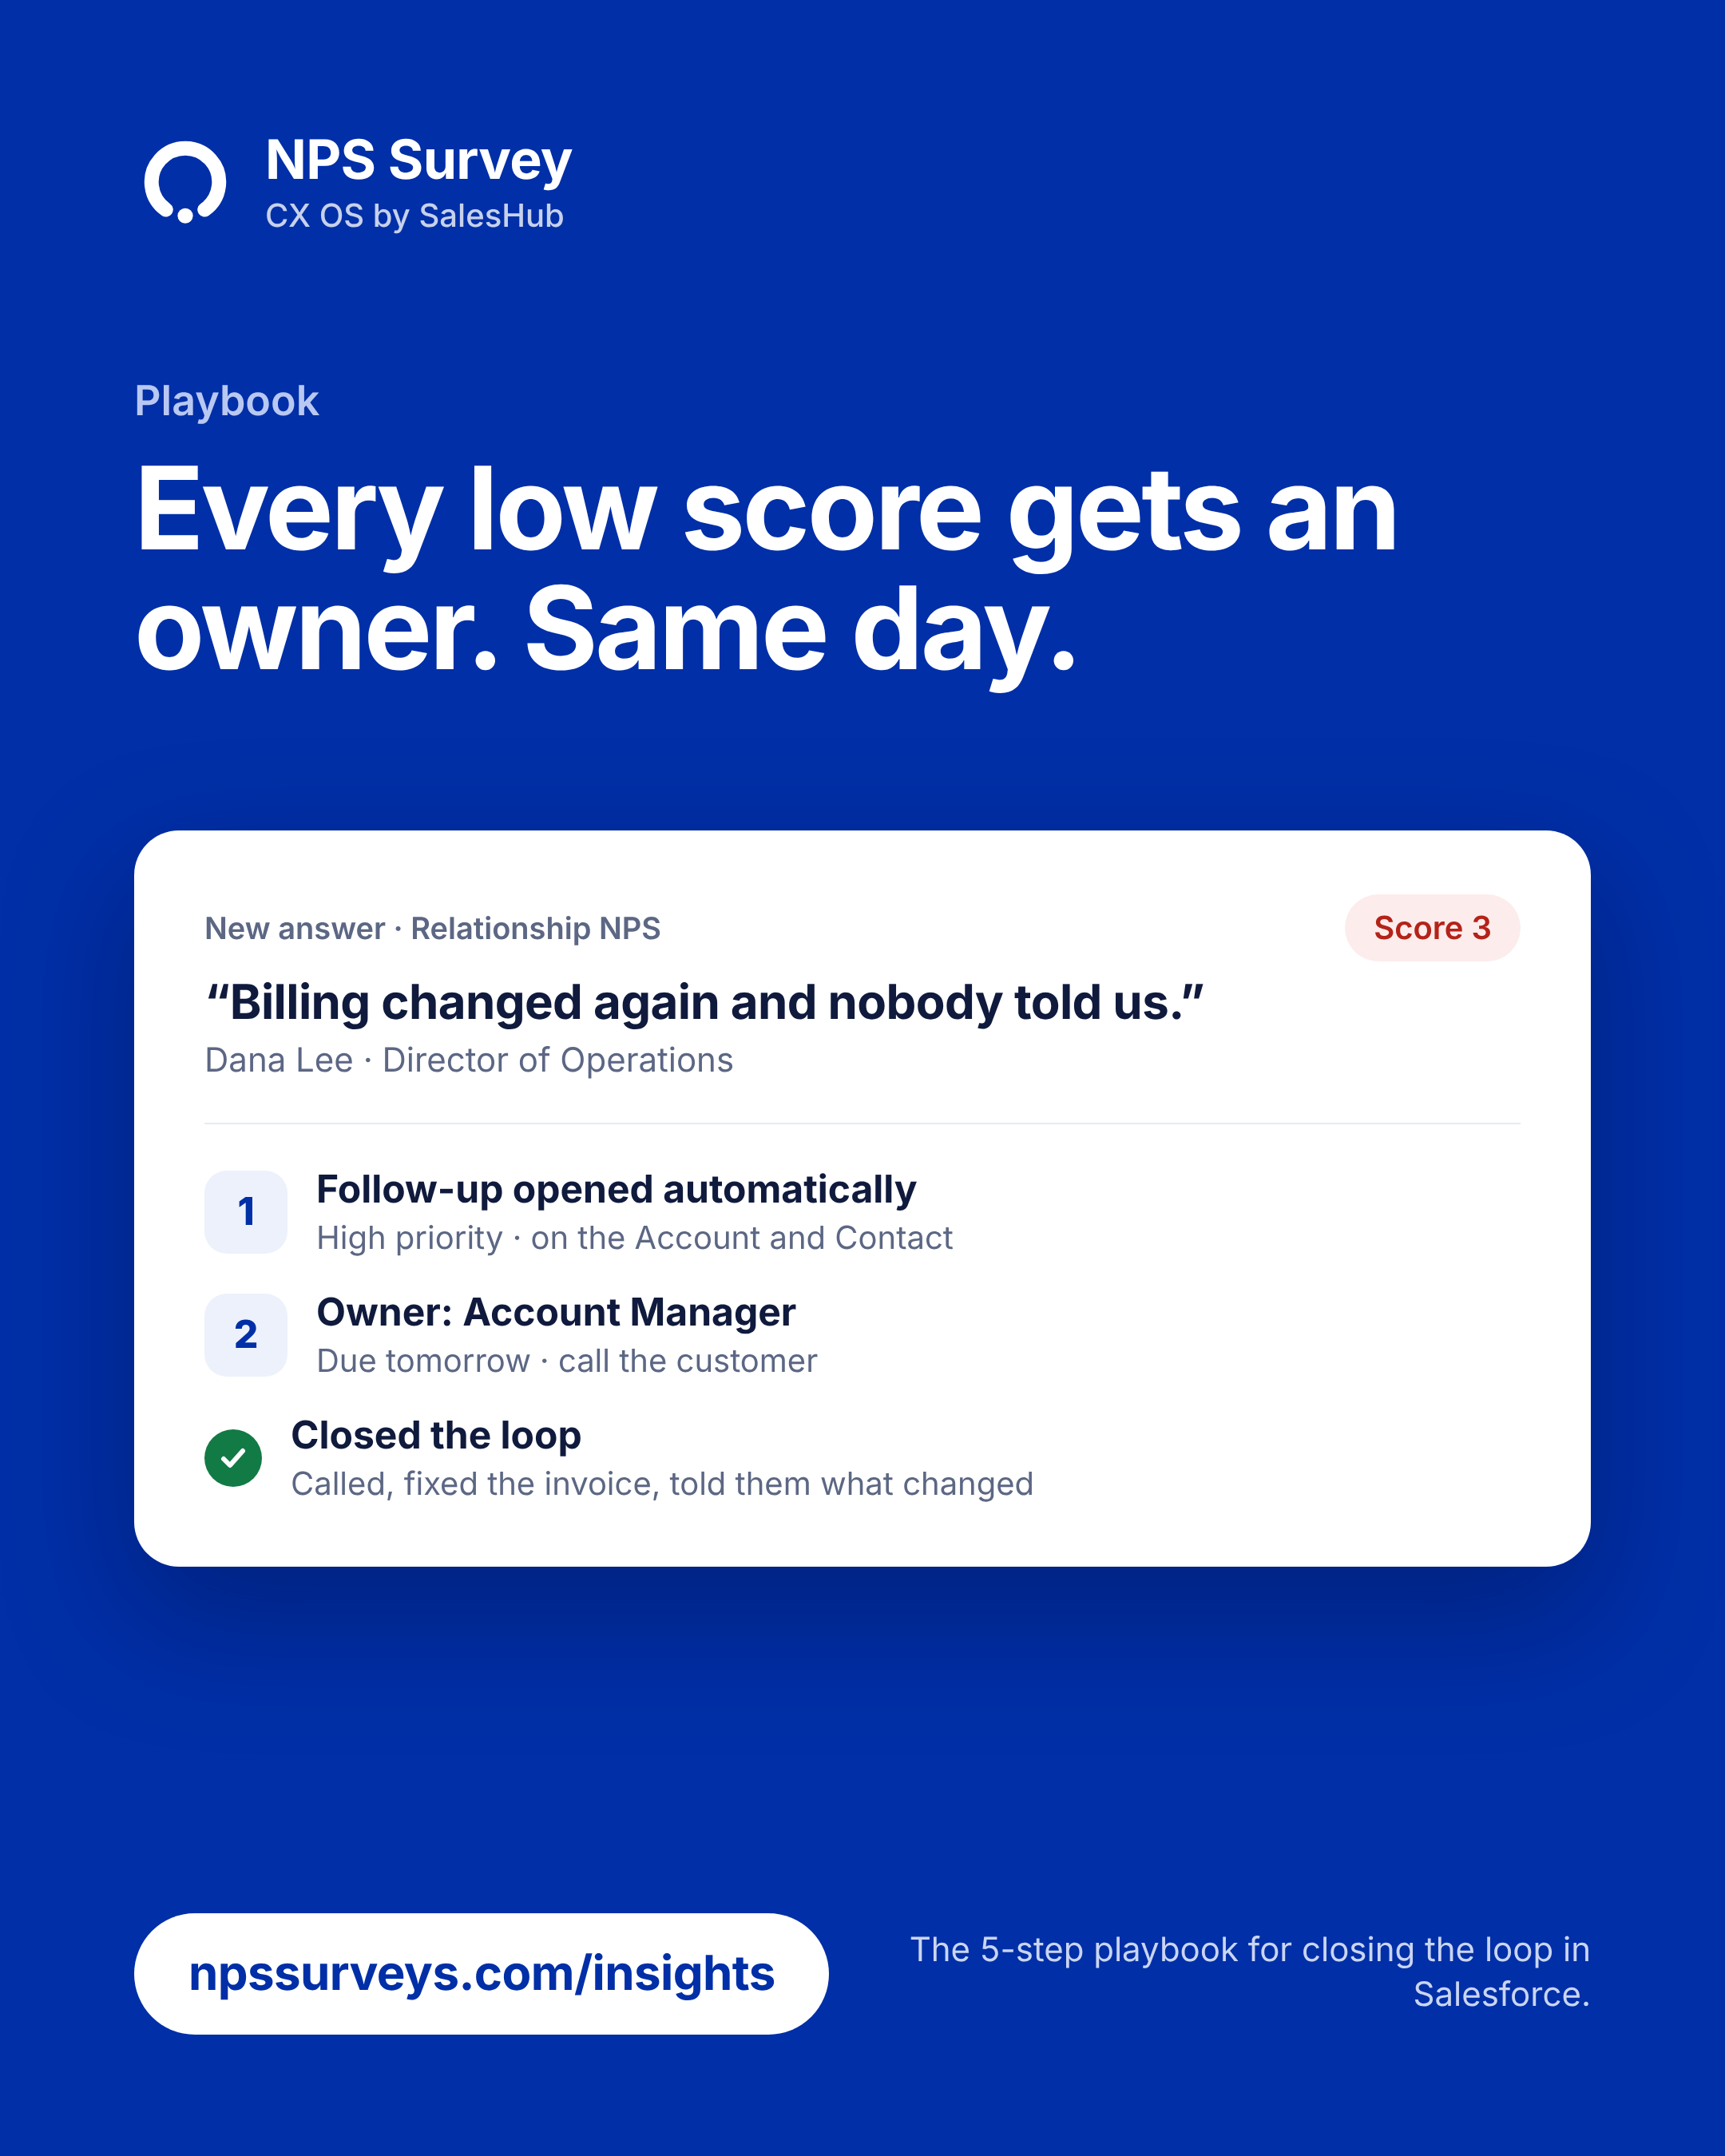 NPS Survey
CX OS by SalesHub
Playbook
Every low score gets an
owner. Same day.
New answer · Relationship NPS
Score 3
“Billing changed again and nobody told us.”
Dana Lee · Director of Operations
1
Follow-up opened automatically
High priority · on the Account and Contact
2
Owner: Account Manager
Due tomorrow · call the customer
Closed the loop
Called, fixed the invoice, told them what changed
npssurveys.com/insights
The 5-step playbook for closing the loop in
Salesforce.